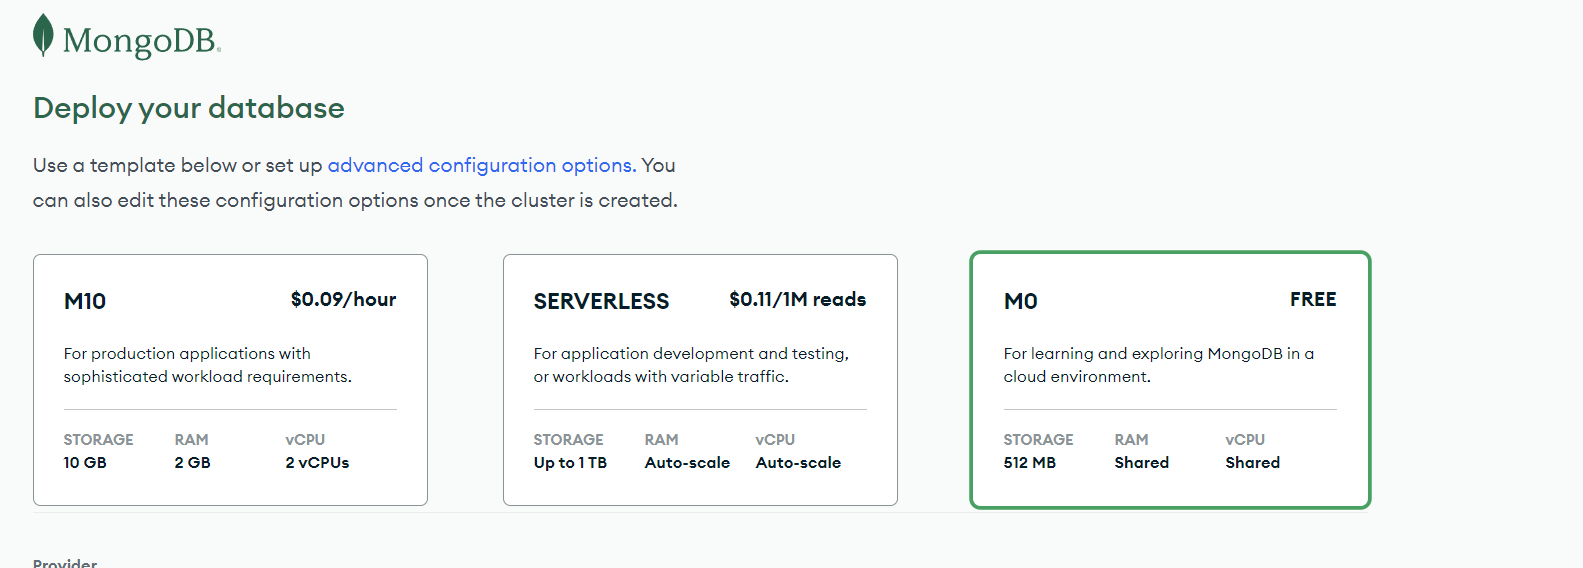 MongoDB
Deploy your database
Use a template below or set up advanced configuration options. You
can also edit these configuration options once the cluster is created.
M10 $0.09/hour
For production applications with
sophisticated workload requirements.
STORAGE RAM vCPU
10 GB 2 GB 2 vCPUs
SERVERLESS $0.11/1M reads
For application development and testing,
or workloads with variable traffic.
STORAGE RAM vCPU
Up to 1 TB Auto-scale Auto-scale
M0 FREE
For learning and exploring MongoDB in a
cloud environment.
STORAGE RAM vCPU
512 MB Shared Shared
Provider